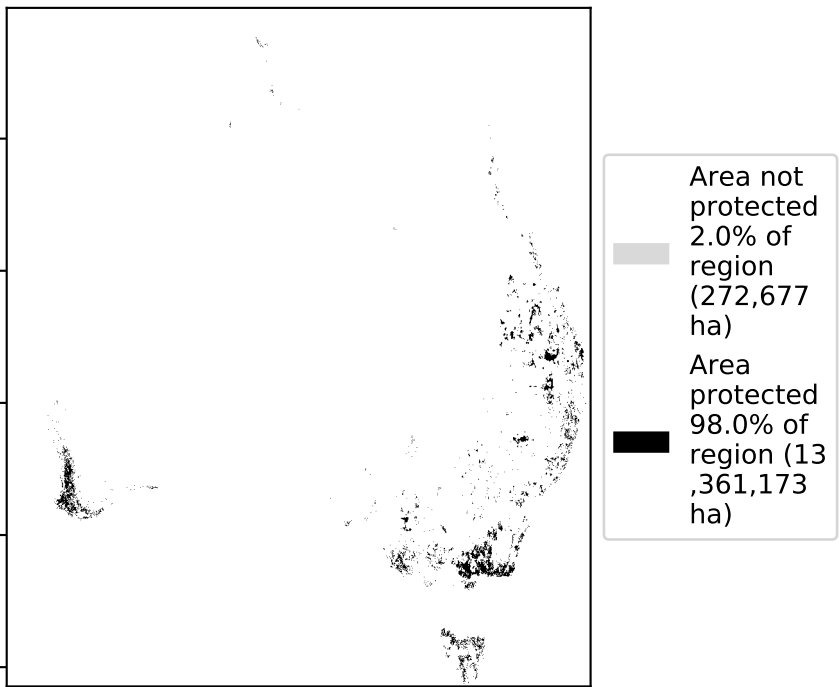 Area not
protected
2.0% of
region
(272,677
ha)
Area
protected
98.0% of
region (13
,361,173
ha)